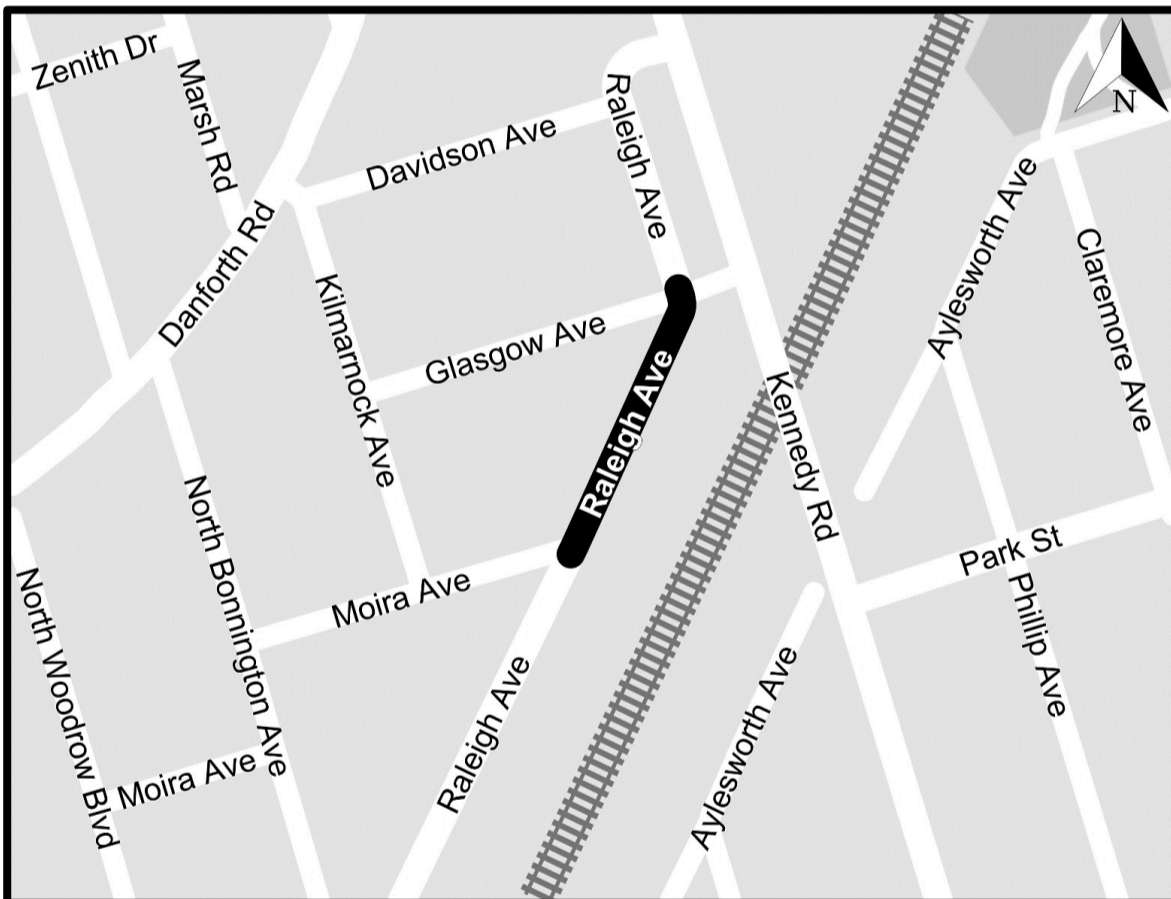 Zenith Dr
Marsh Rd
Raleigh Ave
N
Davidson Ave
Aylesworth Ave
Danforth Rd
Claremore Ave
Kilmarnock Ave
Glasgow Ave
Raleigh Ave
Kennedy Rd
North Bonnington Ave
Park St
North Woodrow Blvd
Moira Ave
Phillip Ave
Raleigh Ave
Aylesworth Ave
Moira Ave